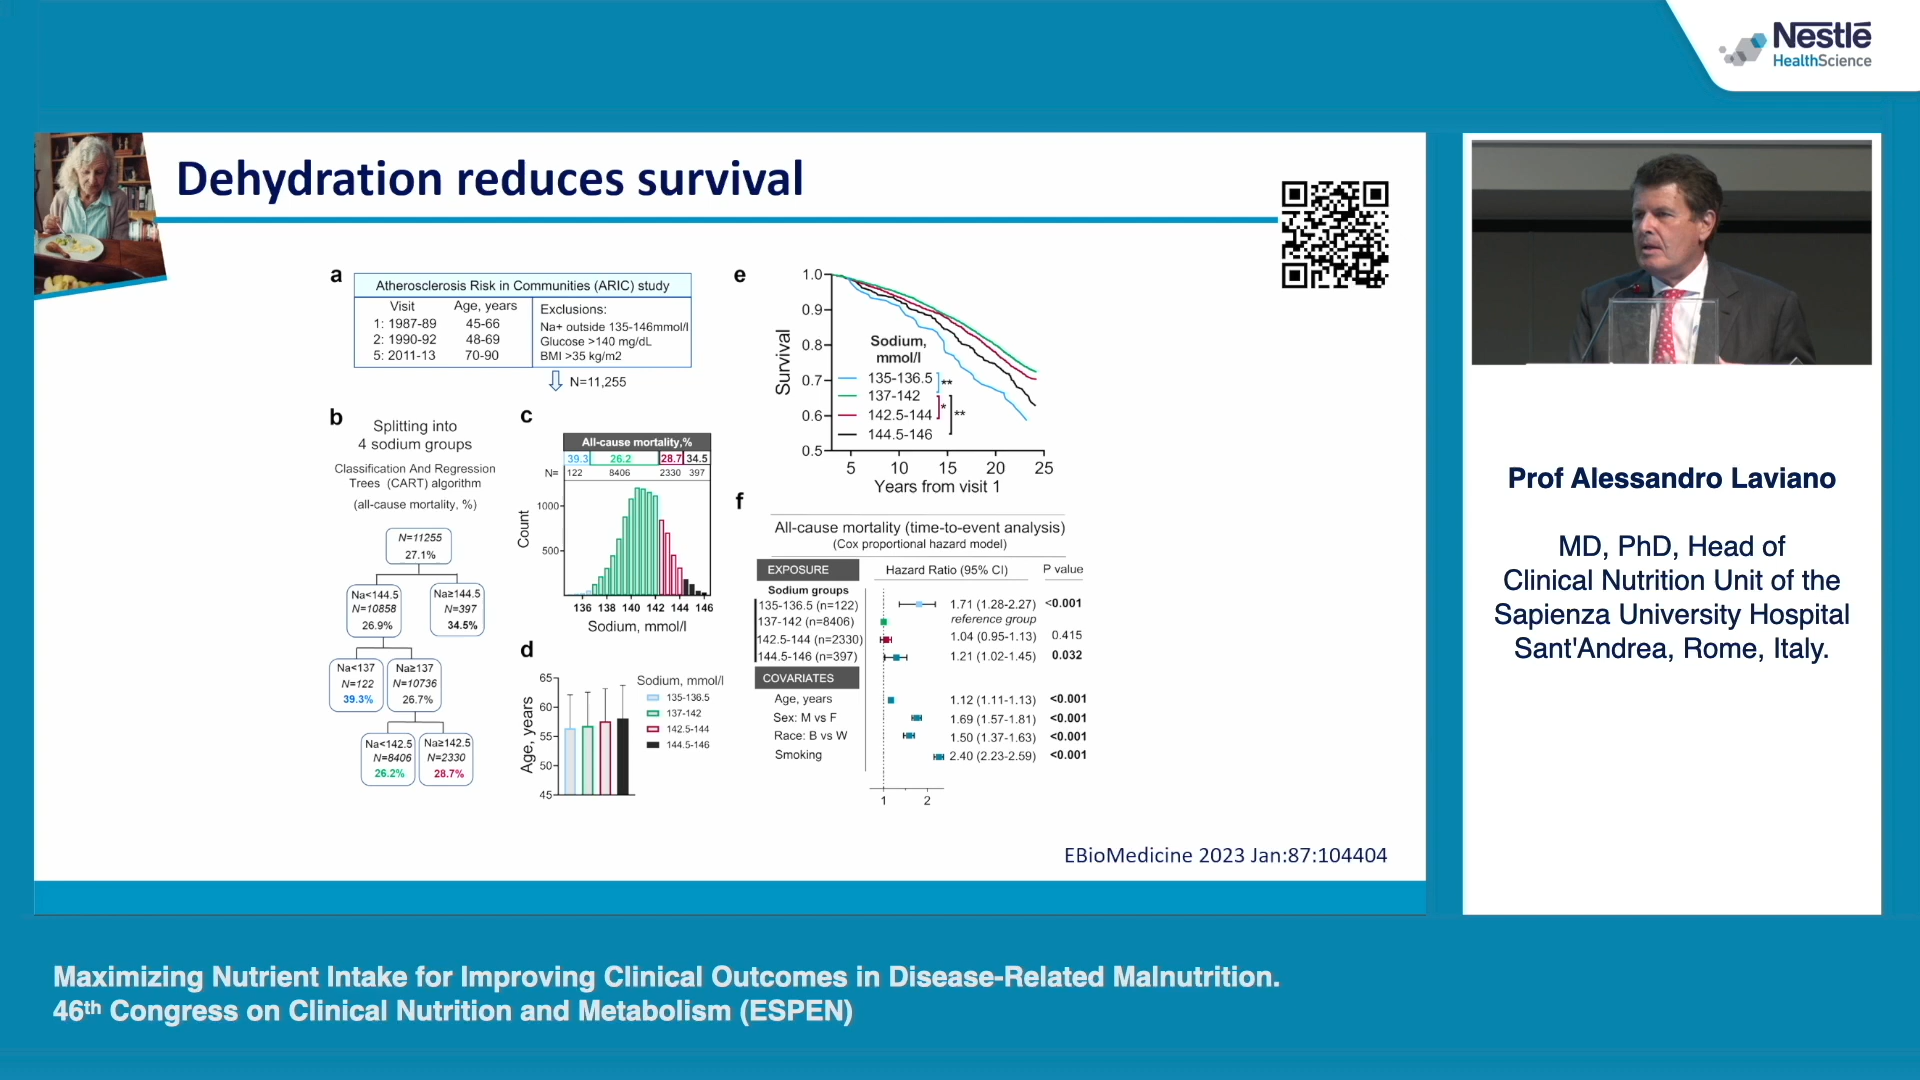 Nestlé
HealthScience
Dehydration reduces survival
a
Atherosclerosis Risk in Communities (ARIC) study
Visit Age, years
1: 1987-89 45-66
2: 1990-92 48-69
5: 2011-13 70-90
Exclusions:
Na+ outside 135-146mmol/l
Glucose >140 mg/dL
BMI >35 kg/m2
N=11,255
b
Splitting into
4 sodium groups
Classification And Regression
Trees (CART) algorithm
(all-cause mortality, %)
N=11255
27.1%
Na<144.5
N=10858
26.9%
Na≥144.5
N=397
34.5%
Na<137
N=122
39.3%
Na≥137
N=10736
26.7%
Na<142.5
N=8406
26.2%
Na≥142.5
N=2330
28.7%
c
All-cause mortality,%
39.3 26.2 28.7 34.5
N= 122 8406 2330 397
Count
1000
500
136 138 140 142 144 146
Sodium, mmol/l
d
Age, years
65
60
55
50
45
Sodium, mmol/l
135-136.5
137-142
142.5-144
144.5-146
e
Survival
1.0
0.9
0.8
0.7
0.6
0.5
Sodium,
mmol/l
135-136.5
137-142
142.5-144
144.5-146
**
*
**
5 10 15 20 25
Years from visit 1
f
All-cause mortality (time-to-event analysis)
(Cox proportional hazard model)
EXPOSURE Hazard Ratio (95% CI) P value
Sodium groups
135-136.5 (n=122) 1.71 (1.28-2.27) <0.001
137-142 (n=8406) reference group
142.5-144 (n=2330) 1.04 (0.95-1.13) 0.415
144.5-146 (n=397) 1.21 (1.02-1.45) 0.032
COVARIATES
Age, years 1.12 (1.11-1.13) <0.001
Sex: M vs F 1.69 (1.57-1.81) <0.001
Race: B vs W 1.50 (1.37-1.63) <0.001
Smoking 2.40 (2.23-2.59) <0.001
1 2
EBioMedicine 2023 Jan:87:104404
Prof Alessandro Laviano
MD, PhD, Head of
Clinical Nutrition Unit of the
Sapienza University Hospital
Sant'Andrea, Rome, Italy.
Maximizing Nutrient Intake for Improving Clinical Outcomes in Disease-Related Malnutrition.
46th Congress on Clinical Nutrition and Metabolism (ESPEN)